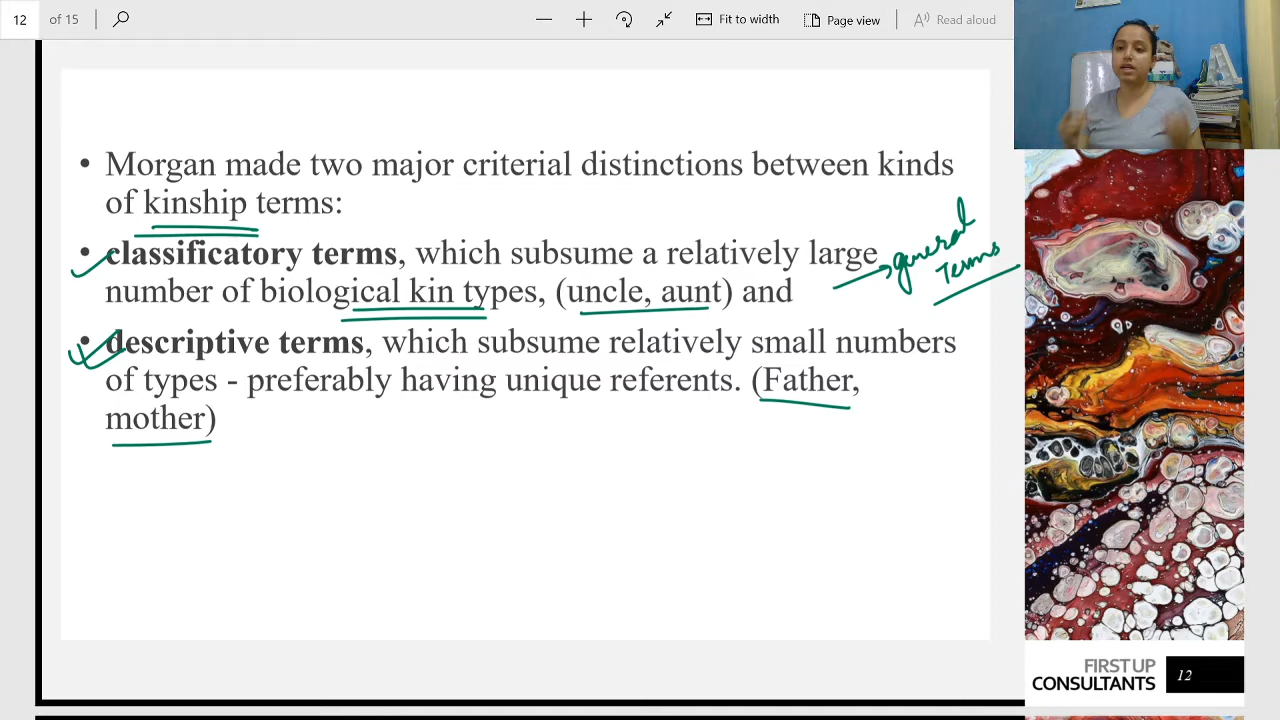 12 of 15
Fit to width
Page view
Read aloud
• Morgan made two major criterial distinctions between kinds
of kinship terms:
• classificatory terms, which subsume a relatively large
number of biological kin types, (uncle, aunt) and
general
Terms
• descriptive terms, which subsume relatively small numbers
of types - preferably having unique referents. (Father,
mother)
FIRST UP
CONSULTANTS
12